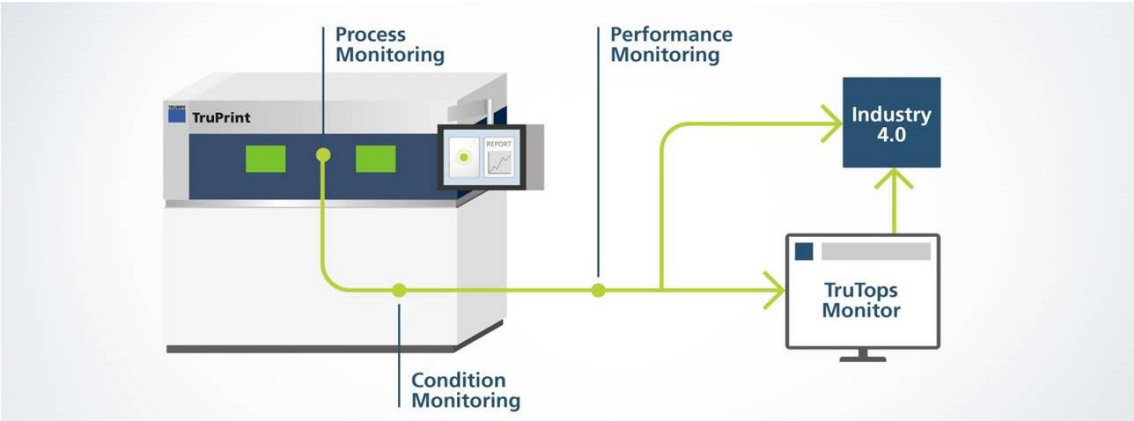 Process
Monitoring
Performance
Monitoring
TRUMPF
TruPrint
REPORT
Industry
4.0
TruTops
Monitor
Condition
Monitoring